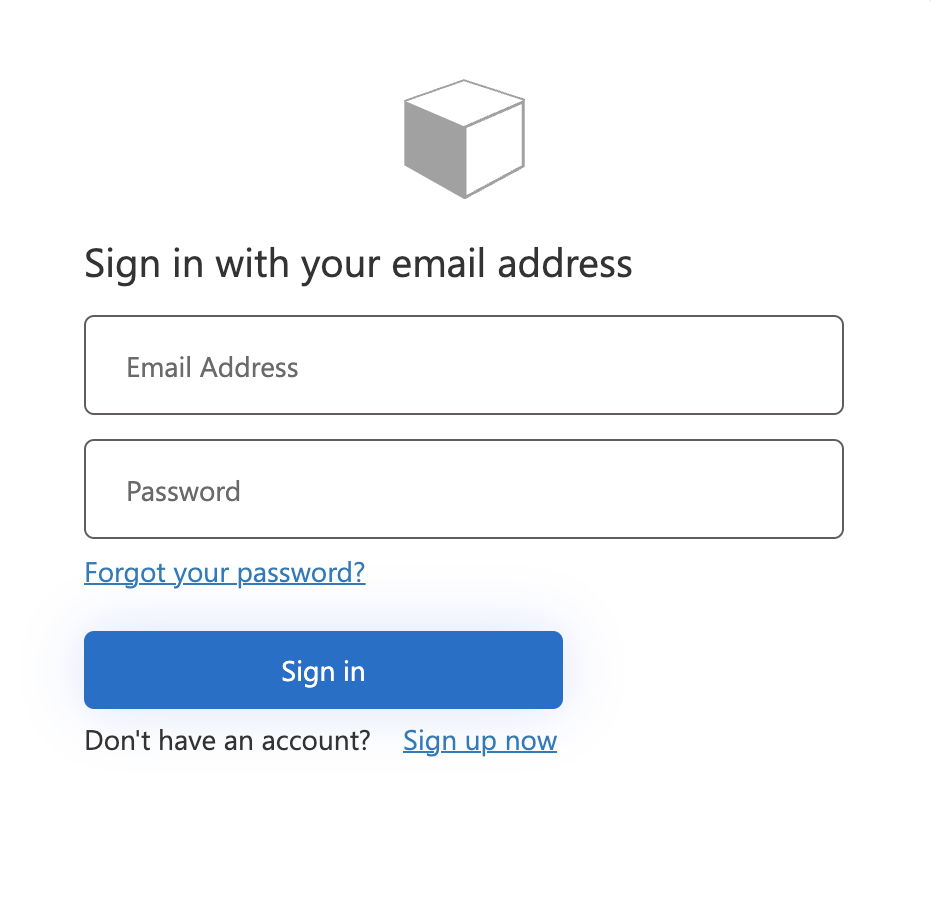 Sign in with your email address
Email Address
Password
Forgot your password?
Sign in
Don't have an account? Sign up now